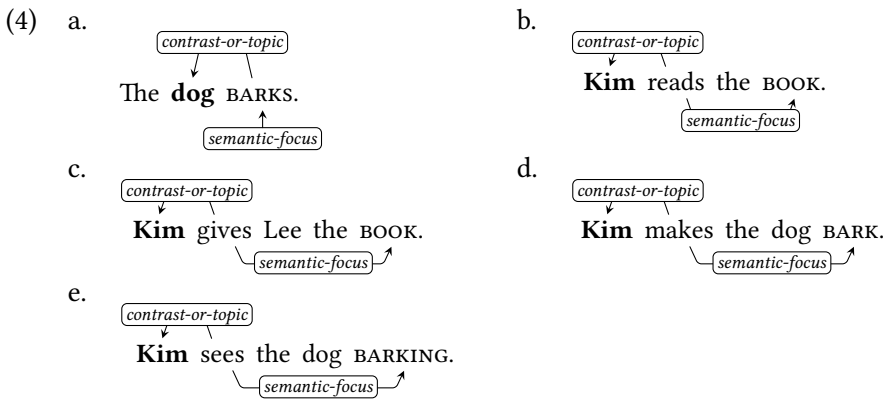 (4) a.
contrast-or-topic
The dog BARKS.
semantic-focus
b.
contrast-or-topic
Kim reads the BOOK.
semantic-focus
c.
contrast-or-topic
Kim gives Lee the BOOK.
semantic-focus
d.
contrast-or-topic
Kim makes the dog BARK.
semantic-focus
e.
contrast-or-topic
Kim sees the dog BARKING.
semantic-focus